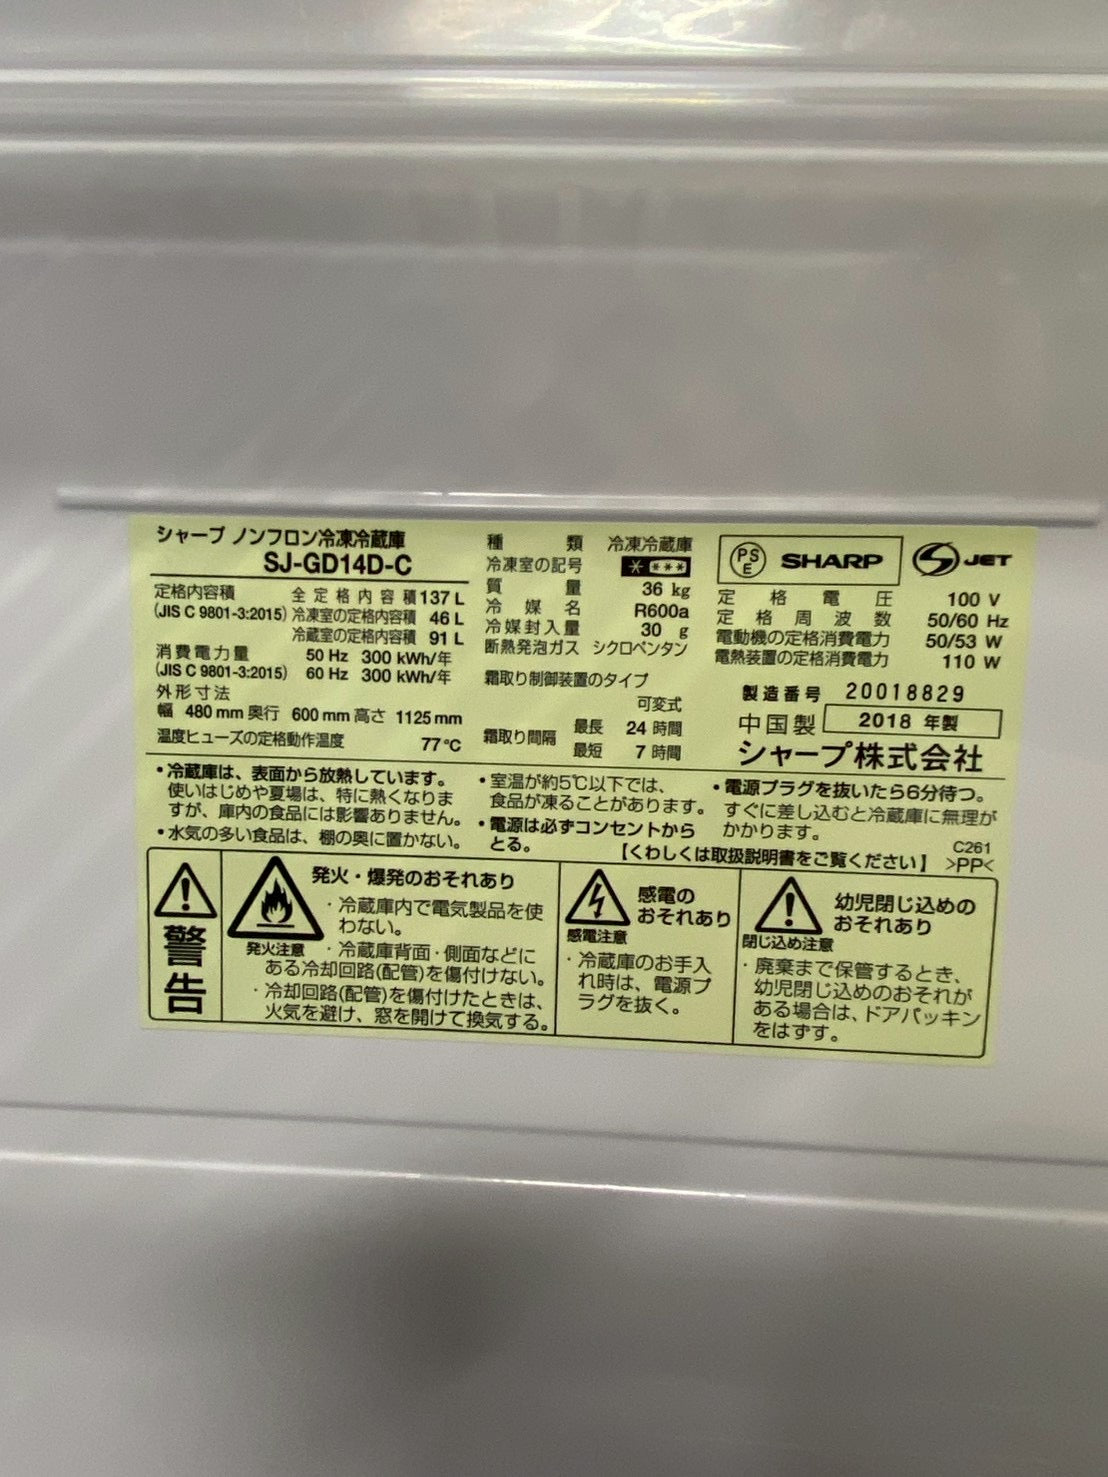 シャープ ノンフロン冷凍冷蔵庫
SJ-GD14D-C
定格内容積 全定格内容積 137 L
(JIS C 9801-3:2015) 冷凍室の定格内容積 46 L
冷蔵室の定格内容積 91 L
消費電力量 50 Hz 300 kWh/年
(JIS C 9801-3:2015) 60 Hz 300 kWh/年
外形寸法
幅 480 mm 奥行 600 mm 高さ 1125 mm
温度ヒューズの定格動作温度 77℃
種類 冷凍冷蔵庫
冷凍室の記号 * ***
質量 36 kg
冷媒名 R600a
冷媒封入量 30 g
断熱発泡ガス シクロペンタン
霜取り制御装置のタイプ
可変式
霜取り間隔 最長 24 時間
最短 7 時間
PSE SHARP JET
定格電圧 100 V
定格周波数 50/60 Hz
電動機の定格消費電力 50/53 W
電熱装置の定格消費電力 110 W
製造番号 20018829
中国製 2018 年製
シャープ株式会社
・冷蔵庫は、表面から放熱しています。
使いはじめや夏場は、特に熱くなりま
すが、庫内の食品には影響ありません。
・水気の多い食品は、棚の奥に置かない。
・室温が約5℃以下では、
食品が凍ることがあります。
・電源は必ずコンセントから
とる。
・電源プラグを抜いたら6分待つ。
すぐに差し込むと冷蔵庫に無理が
かかります。
【くわしくは取扱説明書をご覧ください】
C261
>PP<
警告
発火・爆発のおそれあり
発火注意
・冷蔵庫内で電気製品を使
わない。
・冷蔵庫背面・側面などに
ある冷却回路(配管)を傷付けない。
・冷却回路(配管)を傷付けたときは、
火気を避け、窓を開けて換気する。
感電の
おそれあり
感電注意
・冷蔵庫のお手入
れ時は、電源プ
ラグを抜く。
幼児閉じ込めの
おそれあり
閉じ込め注意
・廃棄まで保管するとき、
幼児閉じ込めのおそれが
ある場合は、ドアパッキン
をはずす。